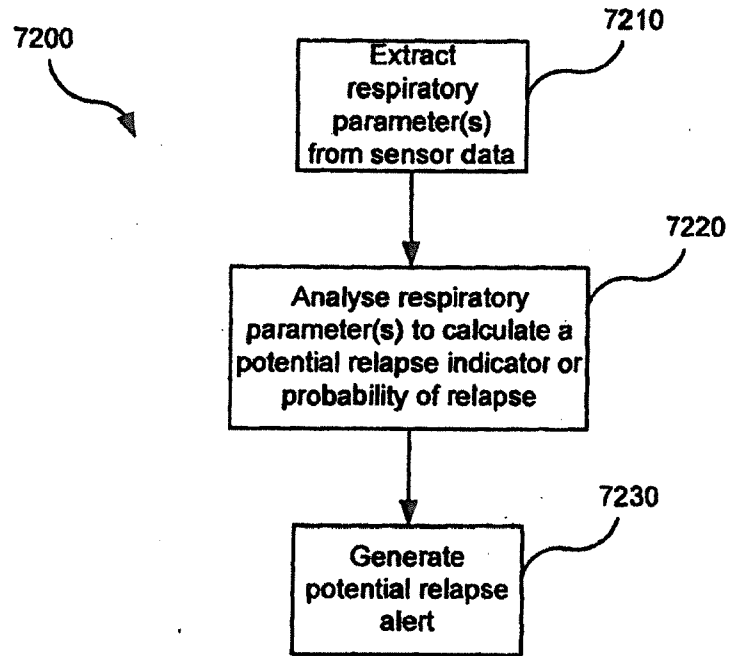 7200
7210
Extract
respiratory
parameter(s)
from sensor data
7220
Analyse respiratory
parameter(s) to calculate a
potential relapse indicator or
probability of relapse
7230
Generate
potential relapse
alert